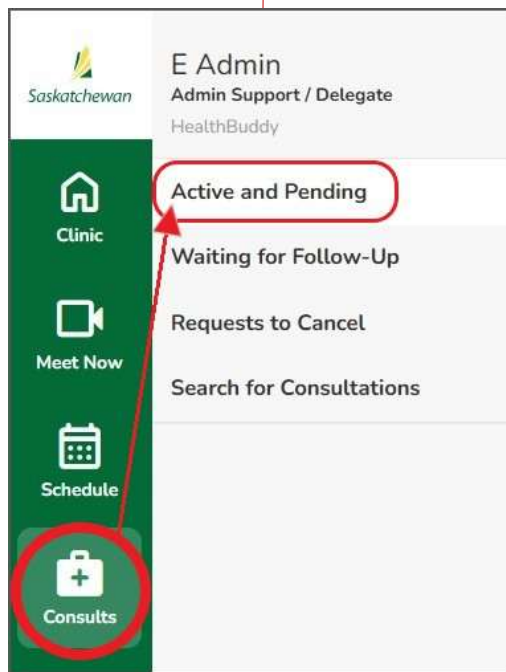 Saskatchewan
E Admin
Admin Support / Delegate
HealthBuddy
Clinic
Active and Pending
Waiting for Follow-Up
Meet Now
Requests to Cancel
Search for Consultations
Schedule
Consults